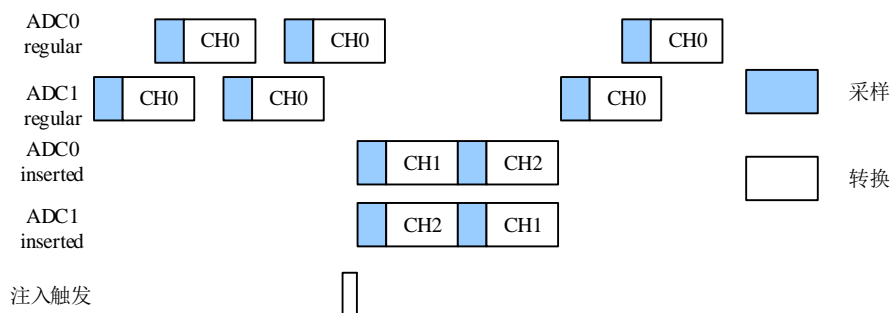 ADC0
regular
CH0
CH0
CH0
ADC1
regular
CH0
CH0
CH0
采样
ADC0
inserted
CH1
CH2
转换
ADC1
inserted
CH2
CH1
注入触发